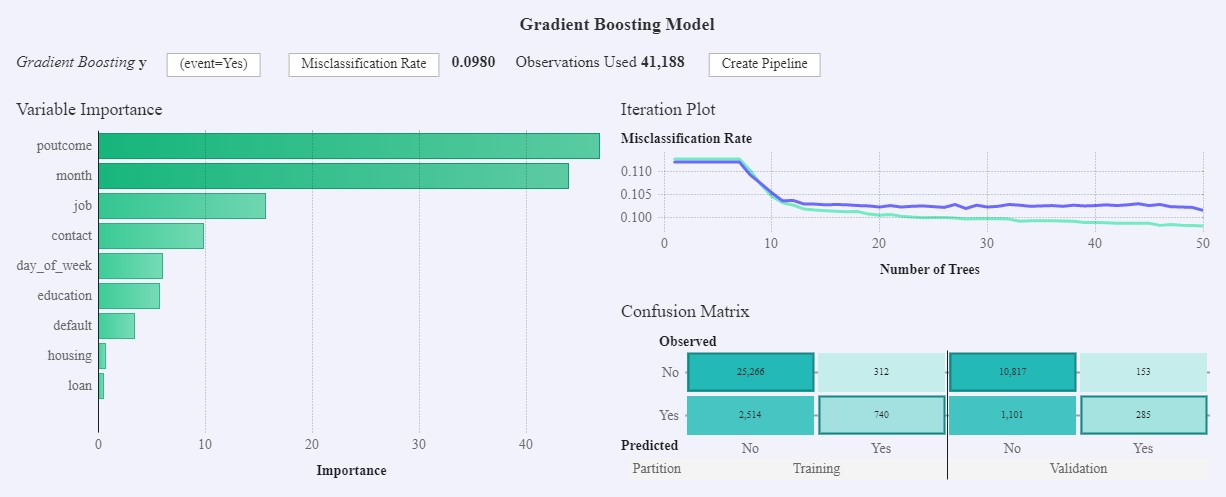 Gradient Boosting Model
Gradient Boosting y (event=Yes) Misclassification Rate 0.0980 Observations Used 41,188 Create Pipeline
Variable Importance
poutcome
month
job
contact
day_of_week
education
default
housing
loan
0 10 20 30 40
Importance
Iteration Plot
Misclassification Rate
0.110
0.105
0.100
0 10 20 30 40 50
Number of Trees
Confusion Matrix
Observed
No 25,266 312 10,817 153
Yes 2,514 740 1,101 285
Predicted No Yes No Yes
Partition Training Validation